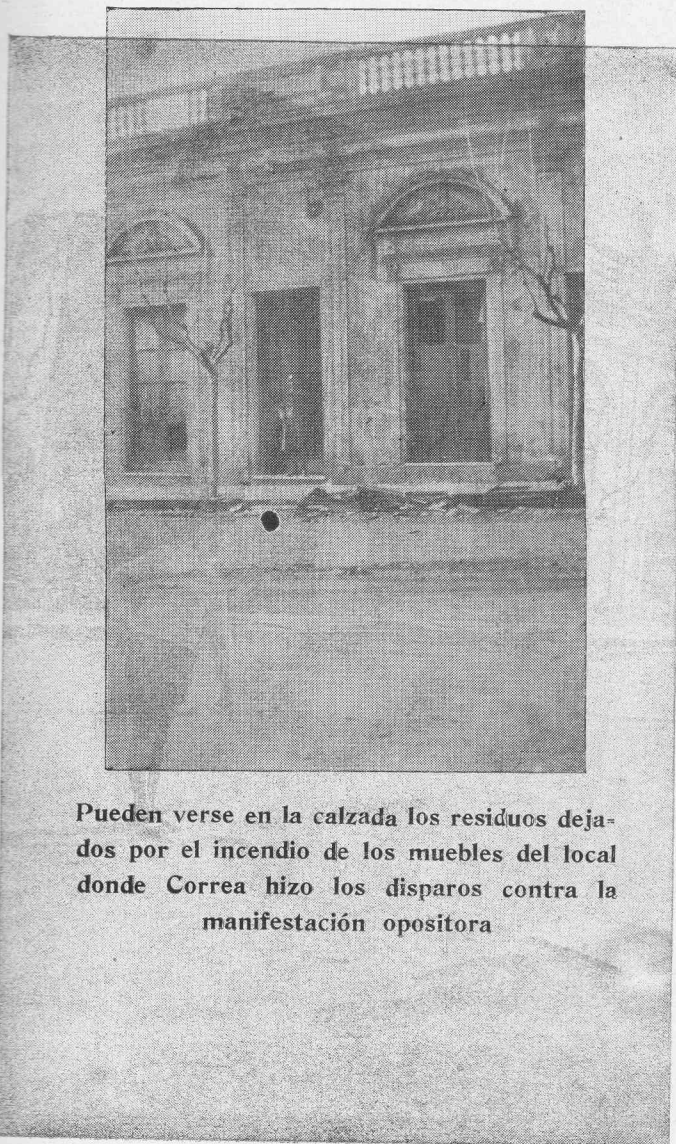 Pueden verse en la calzada los residuos deja-
dos por el incendio de los muebles del local
donde Correa hizo los disparos contra la
manifestación opositora